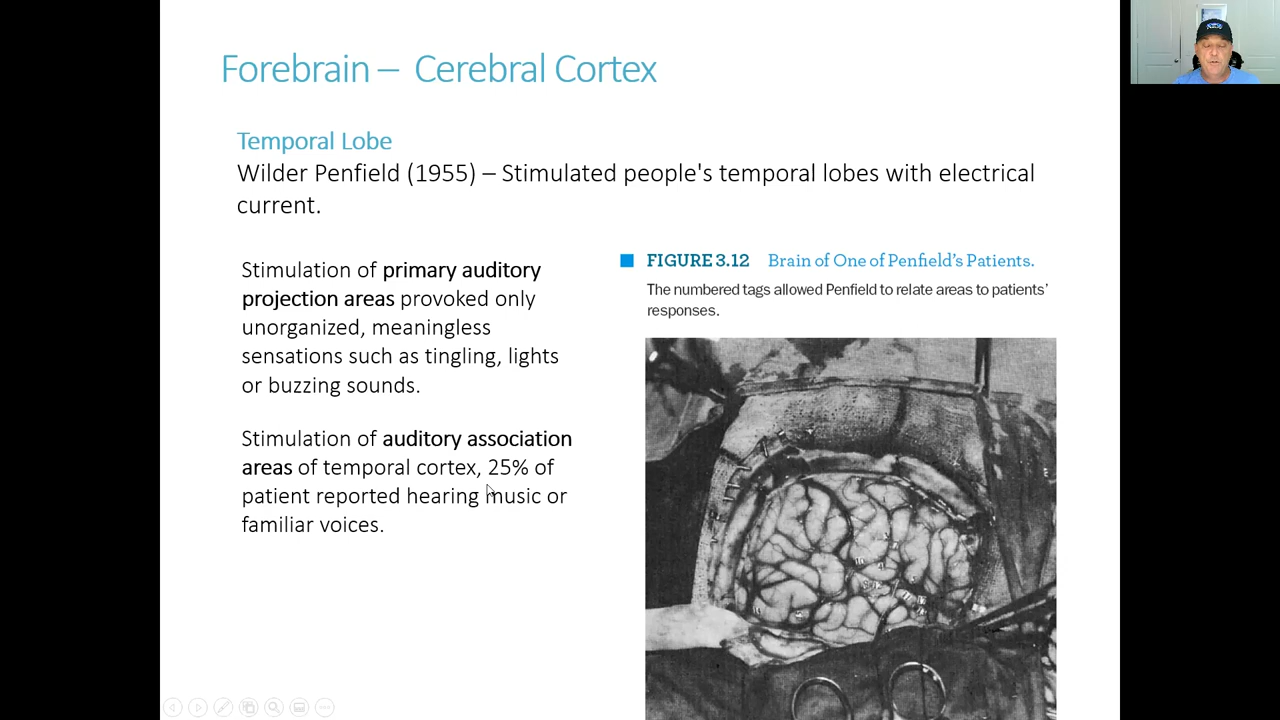 Forebrain – Cerebral Cortex
Temporal Lobe
Wilder Penfield (1955) – Stimulated people's temporal lobes with electrical
current.
Stimulation of primary auditory
projection areas provoked only
unorganized, meaningless
sensations such as tingling, lights
or buzzing sounds.
Stimulation of auditory association
areas of temporal cortex, 25% of
patient reported hearing music or
familiar voices.
FIGURE 3.12 Brain of One of Penfield’s Patients.
The numbered tags allowed Penfield to relate areas to patients’
responses.